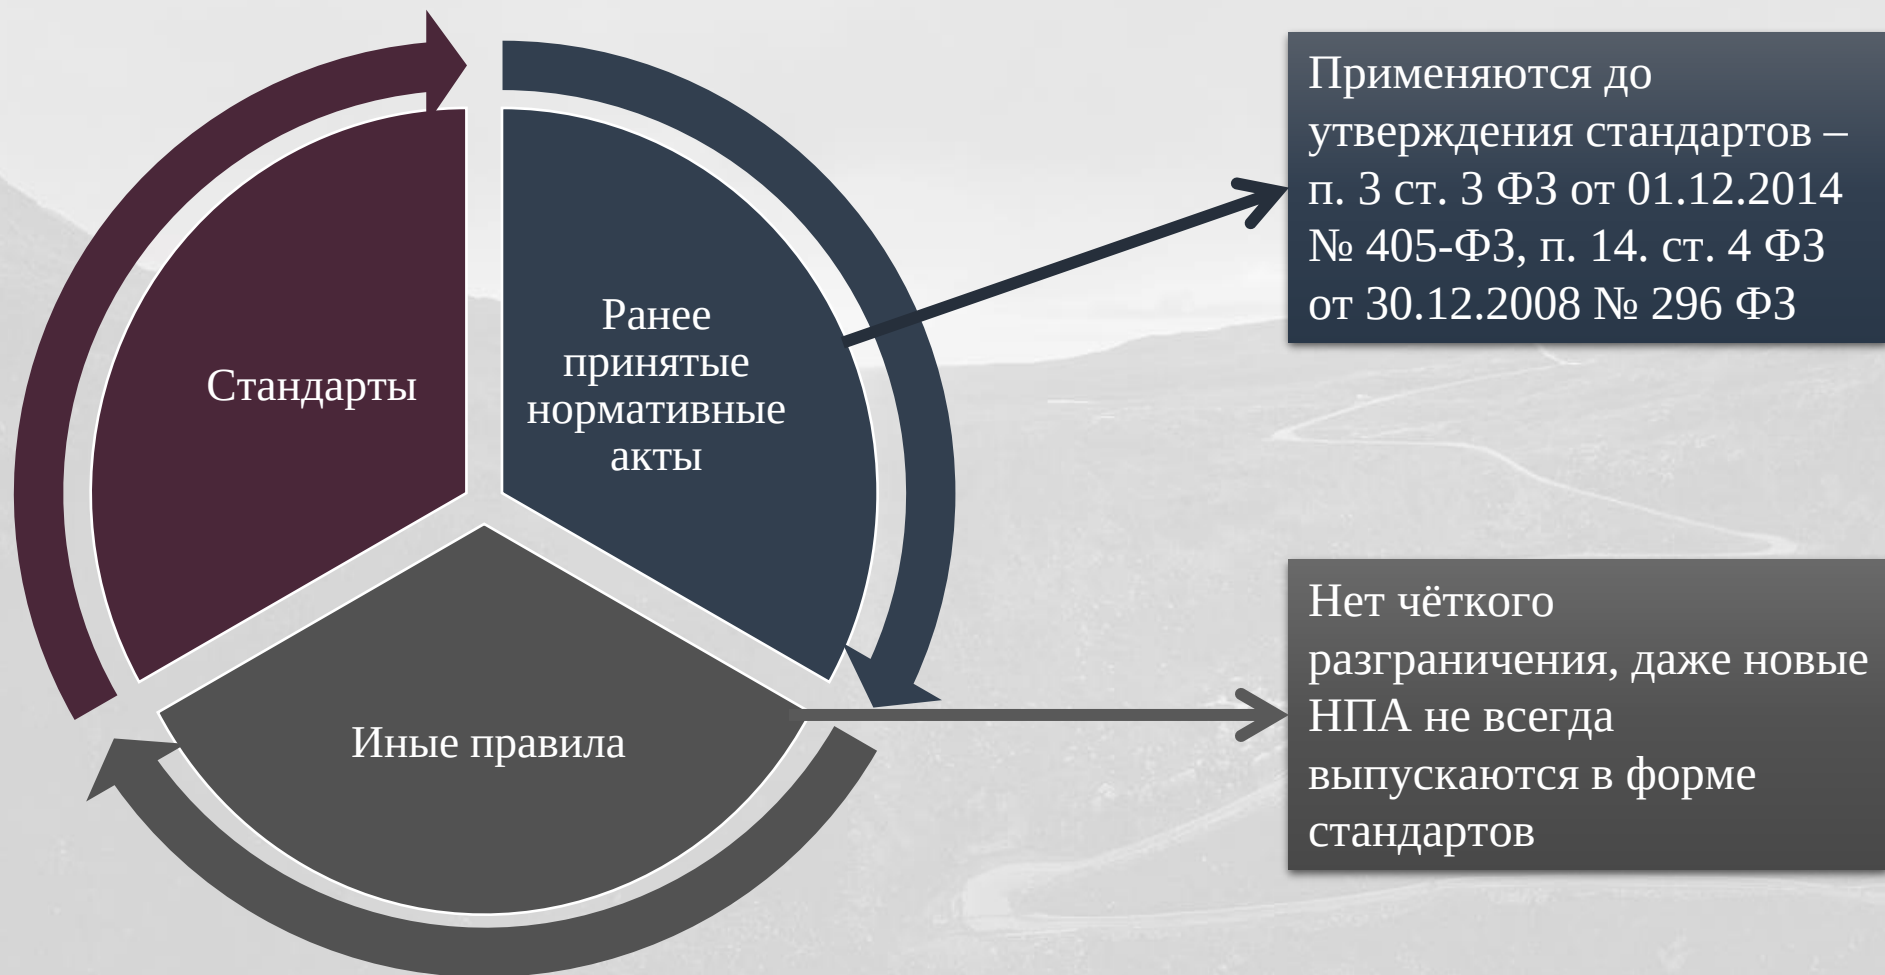 Стандарты
Ранее
принятые
нормативные
акты
Иные правила
Применяются до
утверждения стандартов –
п. 3 ст. 3 ФЗ от 01.12.2014
№ 405-ФЗ, п. 14. ст. 4 ФЗ
от 30.12.2008 № 296 ФЗ
Нет чёткого
разграничения, даже новые
НПА не всегда
выпускаются в форме
стандартов